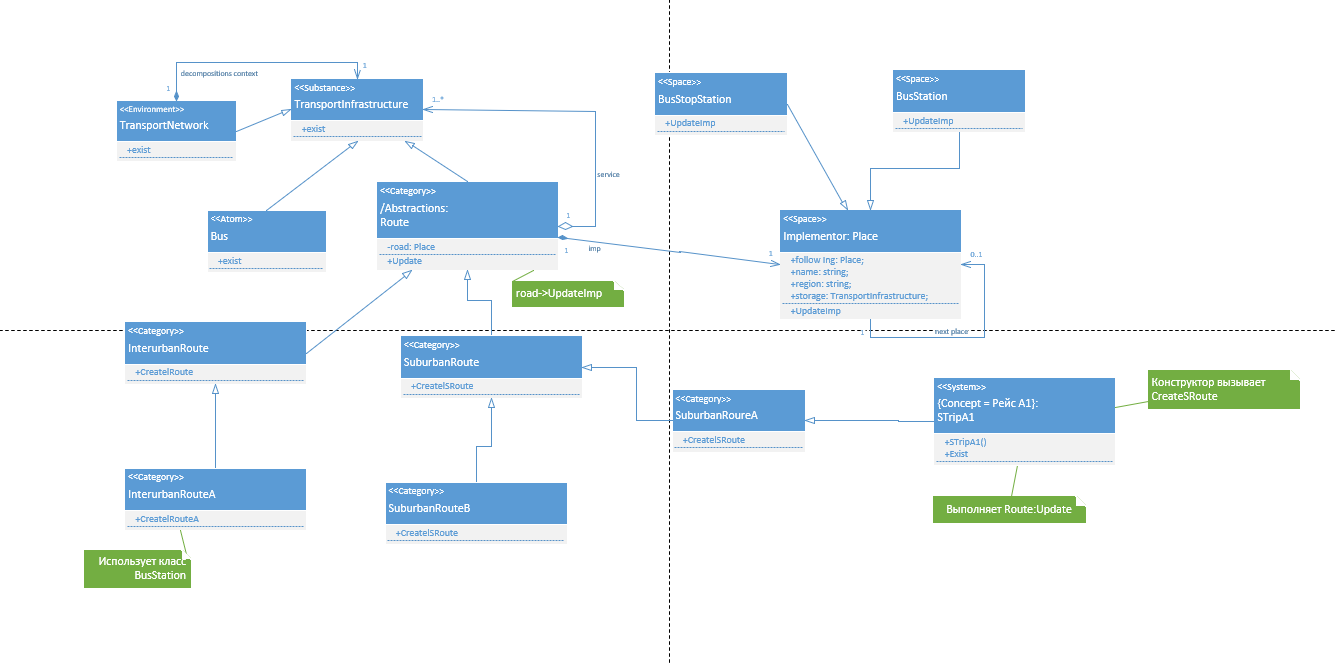 decompositions context
1
1
<<Substance>>
TransportInfrastructure
+exist
<<Environment>>
TransportNetwork
+exist
1..*
service
<<Atom>>
Bus
+exist
<<Category>>
/Abstractions:
Route
-road: Place
+Update
1
1
imp
1
road->UpdateImp
<<Space>>
BusStopStation
+UpdateImp
<<Space>>
BusStation
+UpdateImp
<<Space>>
Implementor: Place
+follow ing: Place;
+name: string;
+region: string;
+storage: TransportInfrastructure;
+UpdateImp
0..1
1
next place
<<Category>>
InterurbanRoute
+CreateIRoute
<<Category>>
SuburbanRoute
+CreateISRoute
<<Category>>
SuburbanRoureA
+CreateISRoute
<<System>>
{Concept = Рейс А1}:
STripA1
+STripA1()
+Exist
Конструктор вызывает
CreateSRoute
Выполняет Route:Update
<<Category>>
InterurbanRouteA
+CreateIRouteA
Использует класс
BusStation
<<Category>>
SuburbanRouteB
+CreateISRoute